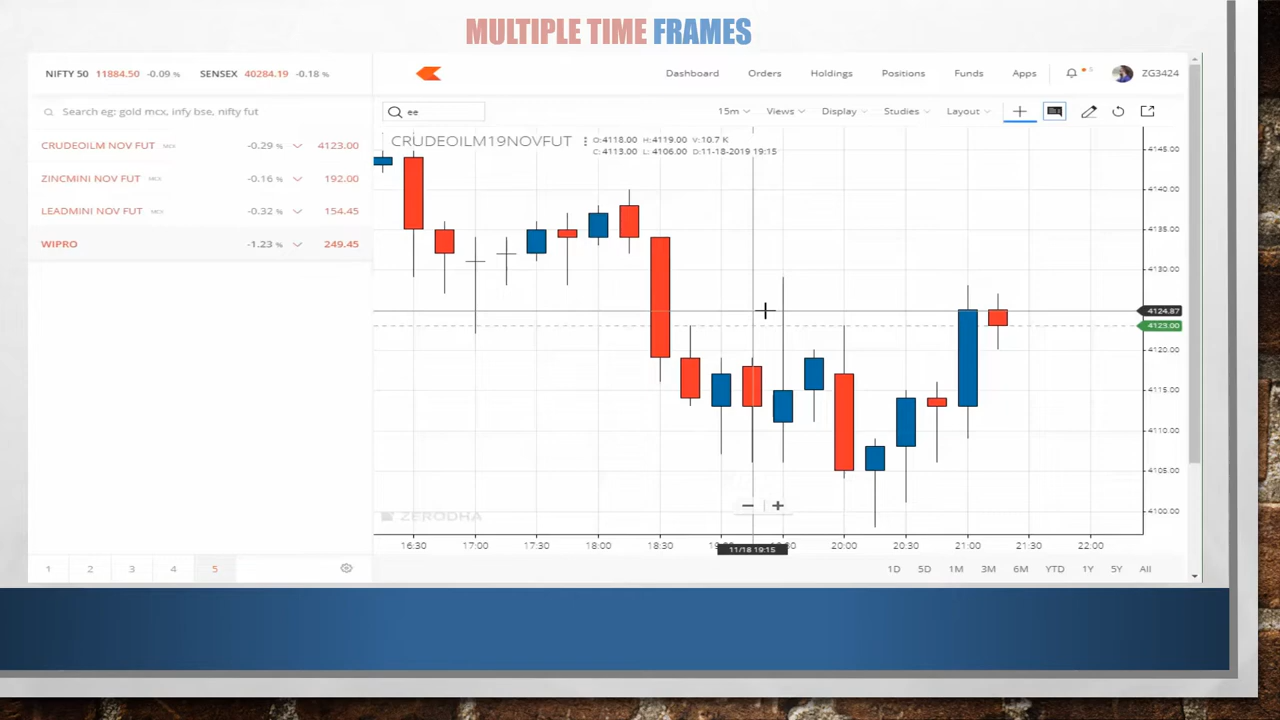 MULTIPLE TIME FRAMES
NIFTY 50 11884.50 -0.09 % SENSEX 40284.19 -0.18 %
Dashboard Orders Holdings Positions Funds Apps ZG3424
Search eg: gold mcx, infy bse, nifty fut
ee
15m Views Display Studies Layout
CRUDEOILM NOV FUT MCX -0.29 % 4123.00
ZINCMINI NOV FUT MCX -0.16 % 192.00
LEADMINI NOV FUT MCX -0.32 % 154.45
WIPRO -1.23 % 249.45
CRUDEOILM19NOVFUT
O:4118.00 H:4119.00 V:10.7 K
C:4113.00 L:4106.00 D:11-18-2019 19:15
4145.00
4140.00
4135.00
4130.00
4124.87
4123.00
4120.00
4115.00
4110.00
4105.00
4100.00
ZERODHA
16:30 17:00 17:30 18:00 18:30 20:00 20:30 21:00 21:30 22:00
11/18 19:15
1 2 3 4 5
1D 5D 1M 3M 6M YTD 1Y 5Y All